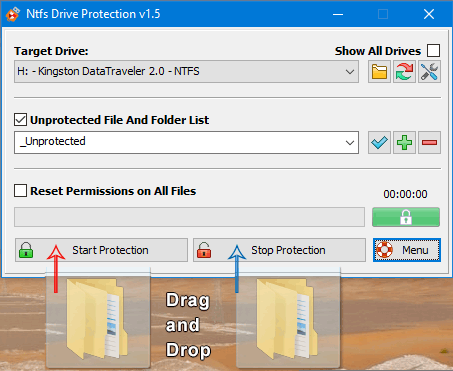 Ntfs Drive Protection v1.5
Target Drive:
Show All Drives
H: - Kingston DataTraveler 2.0 - NTFS
Unprotected File And Folder List
_Unprotected
Reset Permissions on All Files
00:00:00
Start Protection
Stop Protection
Menu
Drag
and
Drop